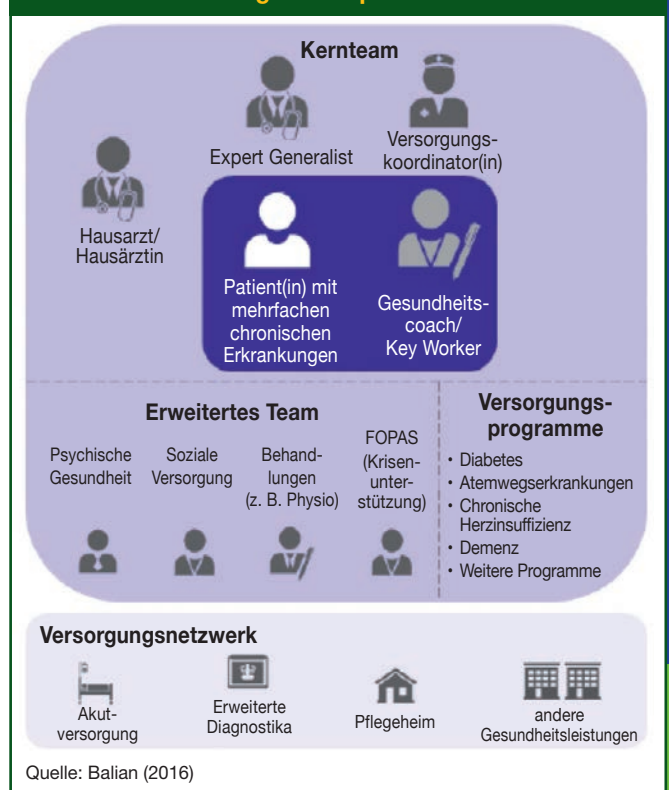 Kernteam
Expert Generalist
Versorgungs-
koordinator(in)
Hausarzt/
Hausärztin
Patient(in) mit
mehrfachen
chronischen
Erkrankungen
Gesundheits-
coach/
Key Worker
Erweitertes Team
Psychische
Gesundheit
Soziale
Versorgung
Behand-
lungen
(z. B. Physio)
FOPAS
(Krisen-
unter-
stützung)
Versorgungs-
programme
• Diabetes
• Atemwegserkrankungen
• Chronische
Herzinsuffizienz
• Demenz
• Weitere Programme
Versorgungsnetzwerk
Akut-
versorgung
Erweiterte
Diagnostika
Pflegeheim
andere
Gesundheitsleistungen
Quelle: Balian (2016)